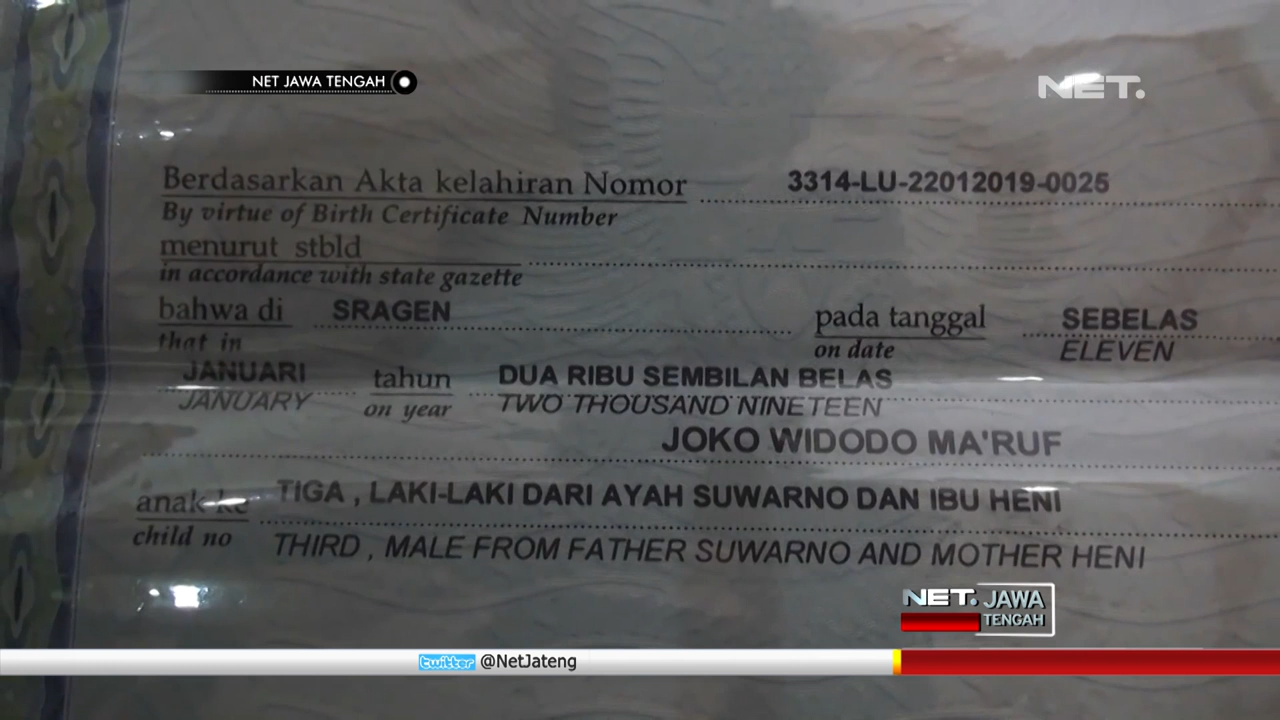 NET JAWA TENGAH
NET.
Berdasarkan Akta kelahiran Nomor 3314-LU-22012019-0025
By virtue of Birth Certificate Number
menurut stbld
in accordance with state gazette
bahwa di SRAGEN pada tanggal SEBELAS
that in on date ELEVEN
JANUARI tahun DUA RIBU SEMBILAN BELAS
JANUARY on year TWO THOUSAND NINETEEN
JOKO WIDODO MA'RUF
anak ke TIGA , LAKI-LAKI DARI AYAH SUWARNO DAN IBU HENI
child no THIRD , MALE FROM FATHER SUWARNO AND MOTHER HENI
NET. JAWA
TENGAH
twitter @NetJateng